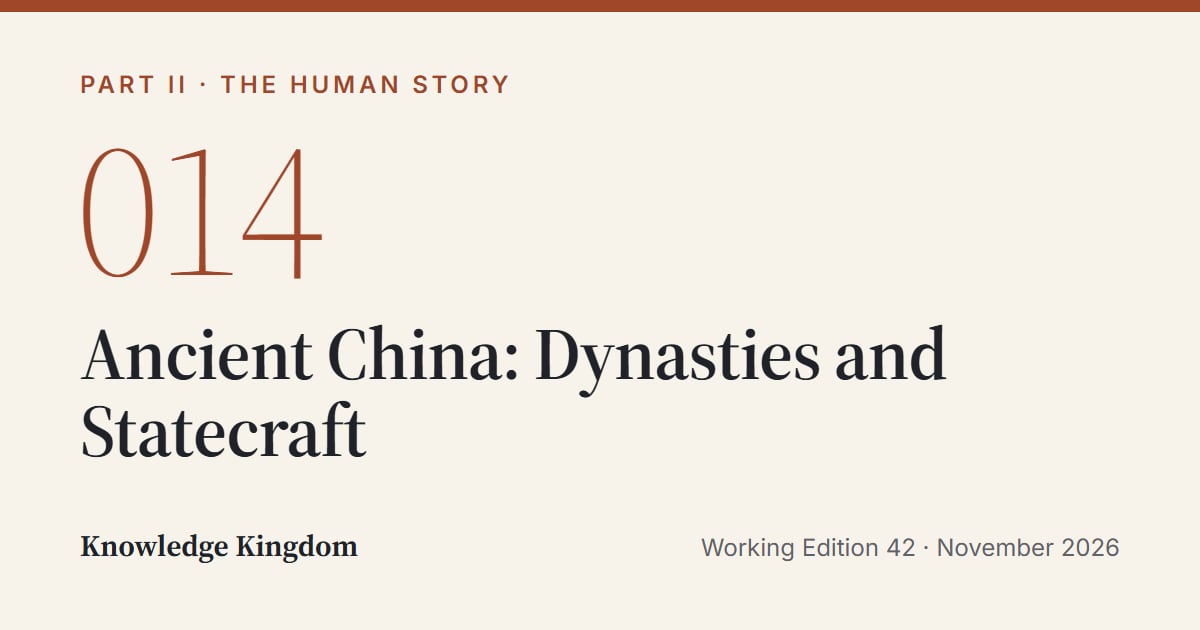 PART II · THE HUMAN STORY
014
Ancient China: Dynasties and
Statecraft
Knowledge Kingdom
Working Edition 42 · November 2026